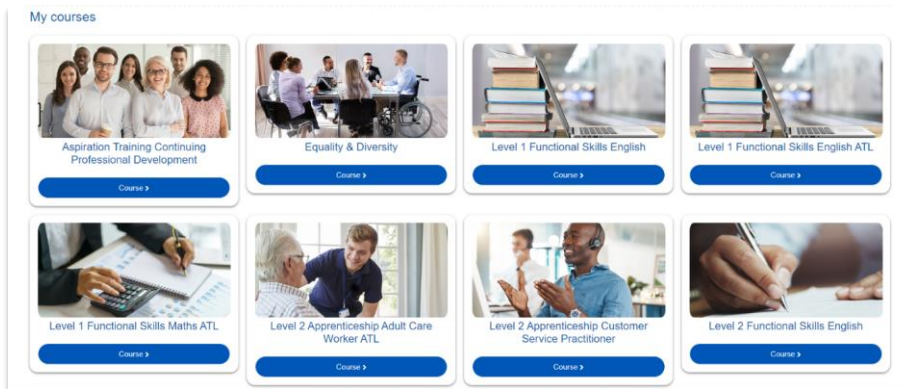 My courses
Aspiration Training Continuing
Professional Development
Course >
Equality & Diversity
Course >
Level 1 Functional Skills English
Course >
Level 1 Functional Skills English ATL
Course >
Level 1 Functional Skills Maths ATL
Course >
Level 2 Apprenticeship Adult Care
Worker ATL
Course >
Level 2 Apprenticeship Customer
Service Practitioner
Course >
Level 2 Functional Skills English
Course >